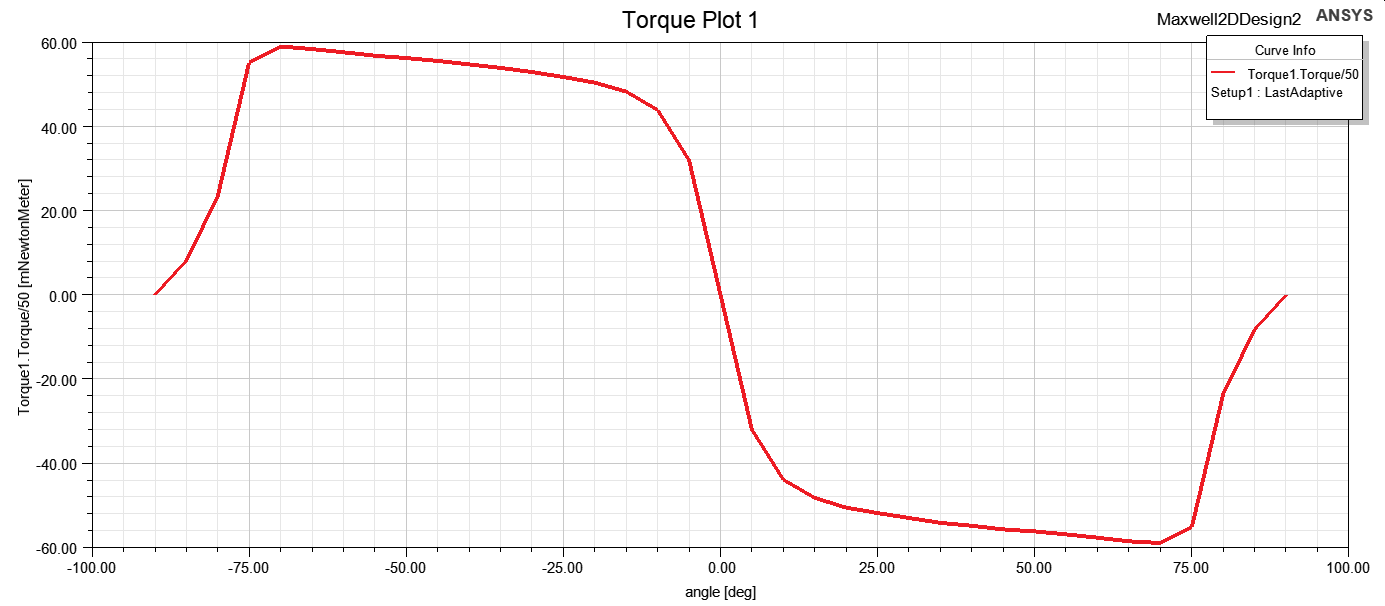 Torque Plot 1
Maxwell2DDesign2 ANSYS
Curve Info
Torque1.Torque/50
Setup1 : LastAdaptive
Torque1.Torque/50 [mNewtonMeter]
60.00
40.00
20.00
0.00
-20.00
-40.00
-60.00
-100.00 -75.00 -50.00 -25.00 0.00 25.00 50.00 75.00 100.00
angle [deg]